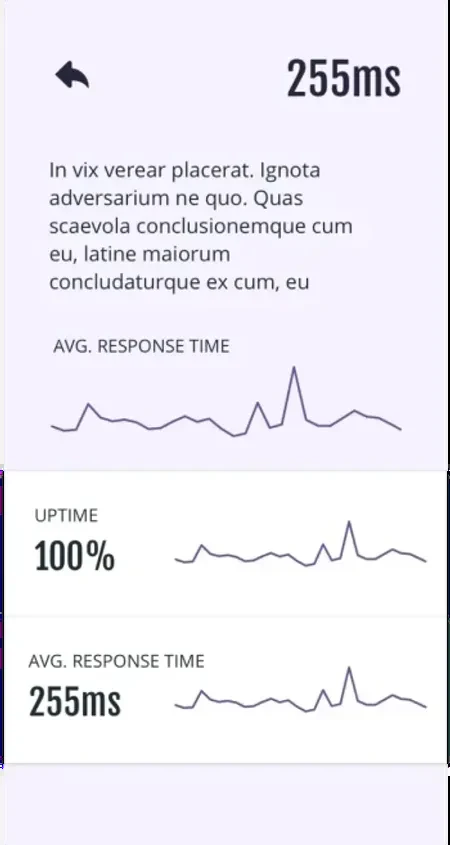 255ms
In vix verear placerat. Ignota
adversarium ne quo. Quas
scaevola conclusionemque cum
eu, latine maiorum
concludaturque ex cum, eu
AVG. RESPONSE TIME
UPTIME
100%
AVG. RESPONSE TIME
255ms